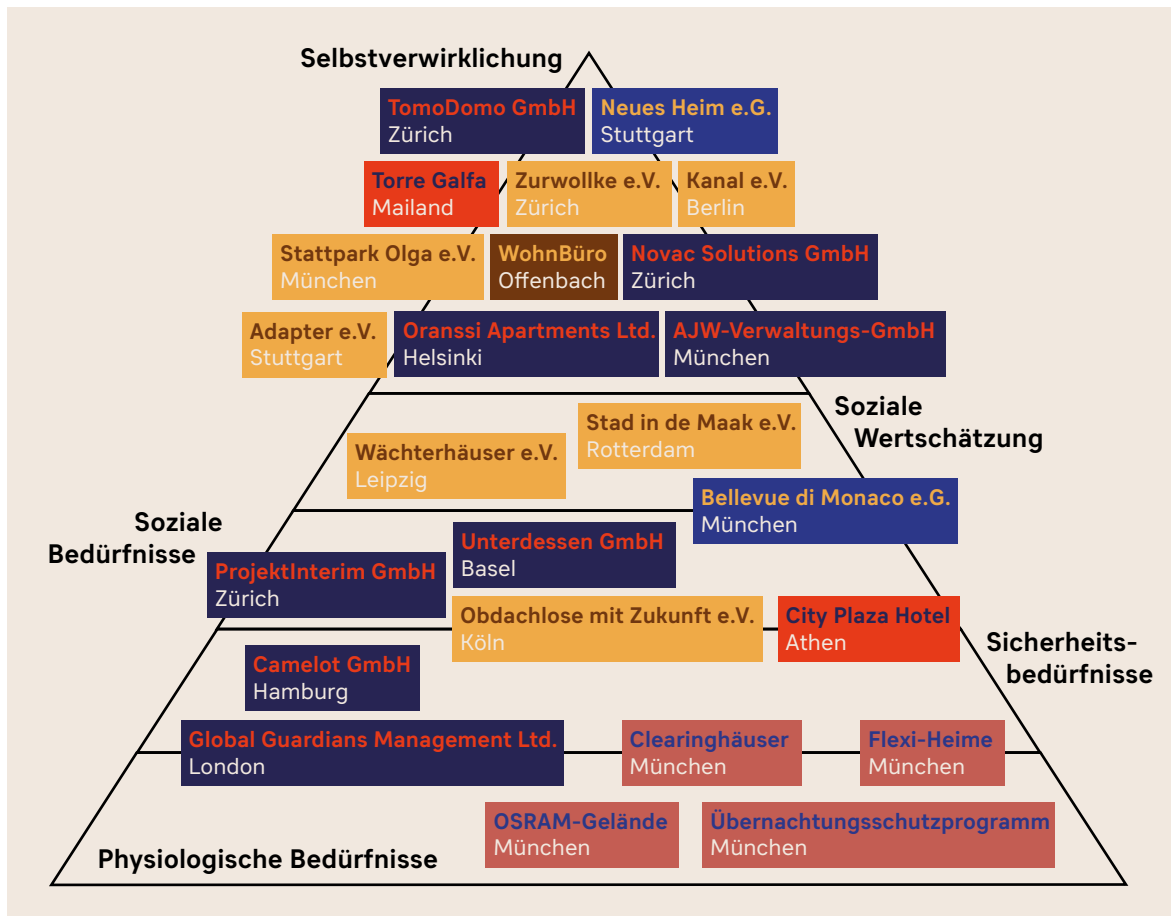 Selbstverwirklichung
TomoDomo GmbH
Zürich
Neues Heim e.G.
Stuttgart
Torre Galfa
Mailand
Zurwollke e.V.
Zürich
Kanal e.V.
Berlin
Stattpark Olga e.V.
München
WohnBüro
Offenbach
Novac Solutions GmbH
Zürich
Adapter e.V.
Stuttgart
Oranssi Apartments Ltd.
Helsinki
AJW-Verwaltungs-GmbH
München
Soziale
Wertschätzung
Stad in de Maak e.V.
Rotterdam
Wächterhäuser e.V.
Leipzig
Bellevue di Monaco e.G.
München
Soziale
Bedürfnisse
Unterdessen GmbH
Basel
ProjektInterim GmbH
Zürich
Obdachlose mit Zukunft e.V.
Köln
City Plaza Hotel
Athen
Sicherheits-
bedürfnisse
Camelot GmbH
Hamburg
Global Guardians Management Ltd.
London
Clearinghäuser
München
Flexi-Heime
München
OSRAM-Gelände
München
Übernachtungsschutzprogramm
München
Physiologische Bedürfnisse